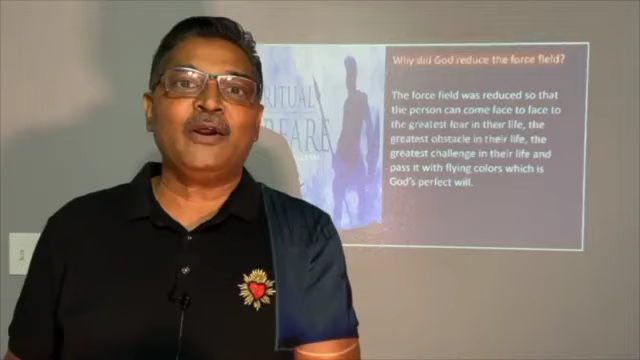 Why did God reduce the force field?
The force field was reduced so that
the person can come face to face to
the greatest fear in their life, the
greatest obstacle in their life, the
greatest challenge in their life and
pass it with flying colors which is
God's perfect will.